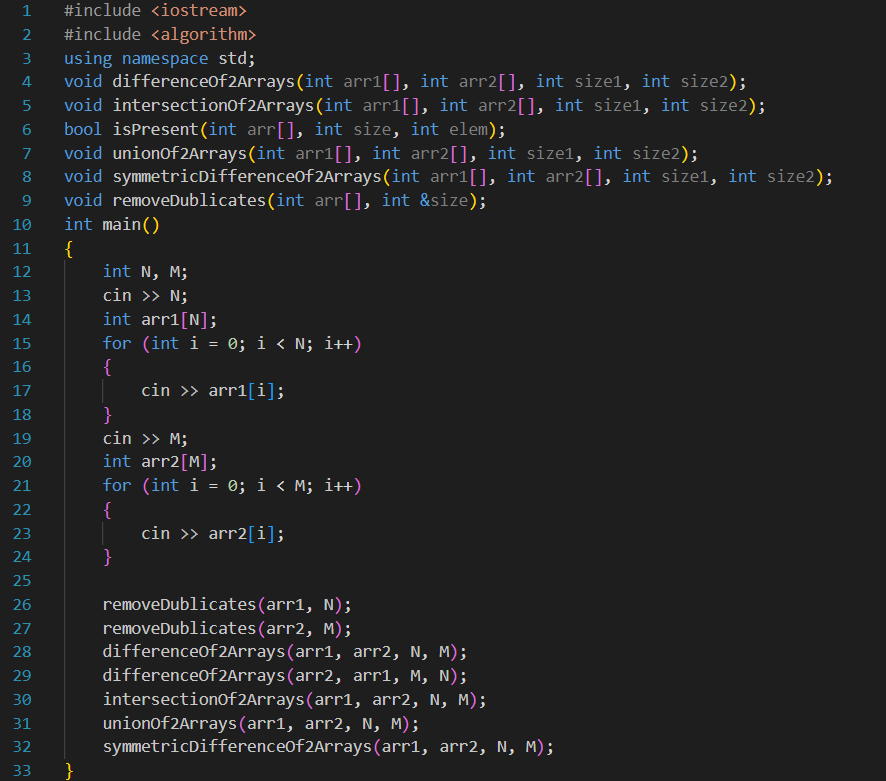 1 #include <iostream>
2 #include <algorithm>
3 using namespace std;
4 void differenceOf2Arrays(int arr1[], int arr2[], int size1, int size2);
5 void intersectionOf2Arrays(int arr1[], int arr2[], int size1, int size2);
6 bool isPresent(int arr[], int size, int elem);
7 void unionOf2Arrays(int arr1[], int arr2[], int size1, int size2);
8 void symmetricDifferenceOf2Arrays(int arr1[], int arr2[], int size1, int size2);
9 void removeDublicates(int arr[], int &size);
10 int main()
11 {
12     int N, M;
13     cin >> N;
14     int arr1[N];
15     for (int i = 0; i < N; i++)
16     {
17         cin >> arr1[i];
18     }
19     cin >> M;
20     int arr2[M];
21     for (int i = 0; i < M; i++)
22     {
23         cin >> arr2[i];
24     }
25
26     removeDublicates(arr1, N);
27     removeDublicates(arr2, M);
28     differenceOf2Arrays(arr1, arr2, N, M);
29     differenceOf2Arrays(arr2, arr1, M, N);
30     intersectionOf2Arrays(arr1, arr2, N, M);
31     unionOf2Arrays(arr1, arr2, N, M);
32     symmetricDifferenceOf2Arrays(arr1, arr2, N, M);
33 }